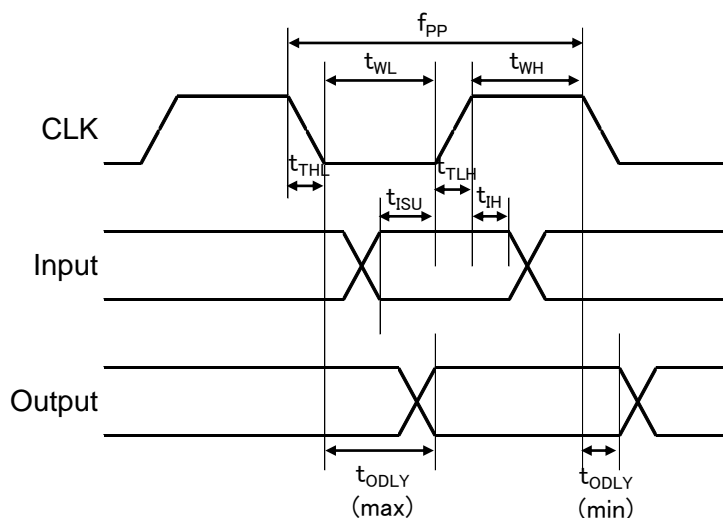 fPP
tWL
tWH
CLK
tTHL
tTLH
tISU
tIH
Input
Output
tODLY
(max)
tODLY
(min)